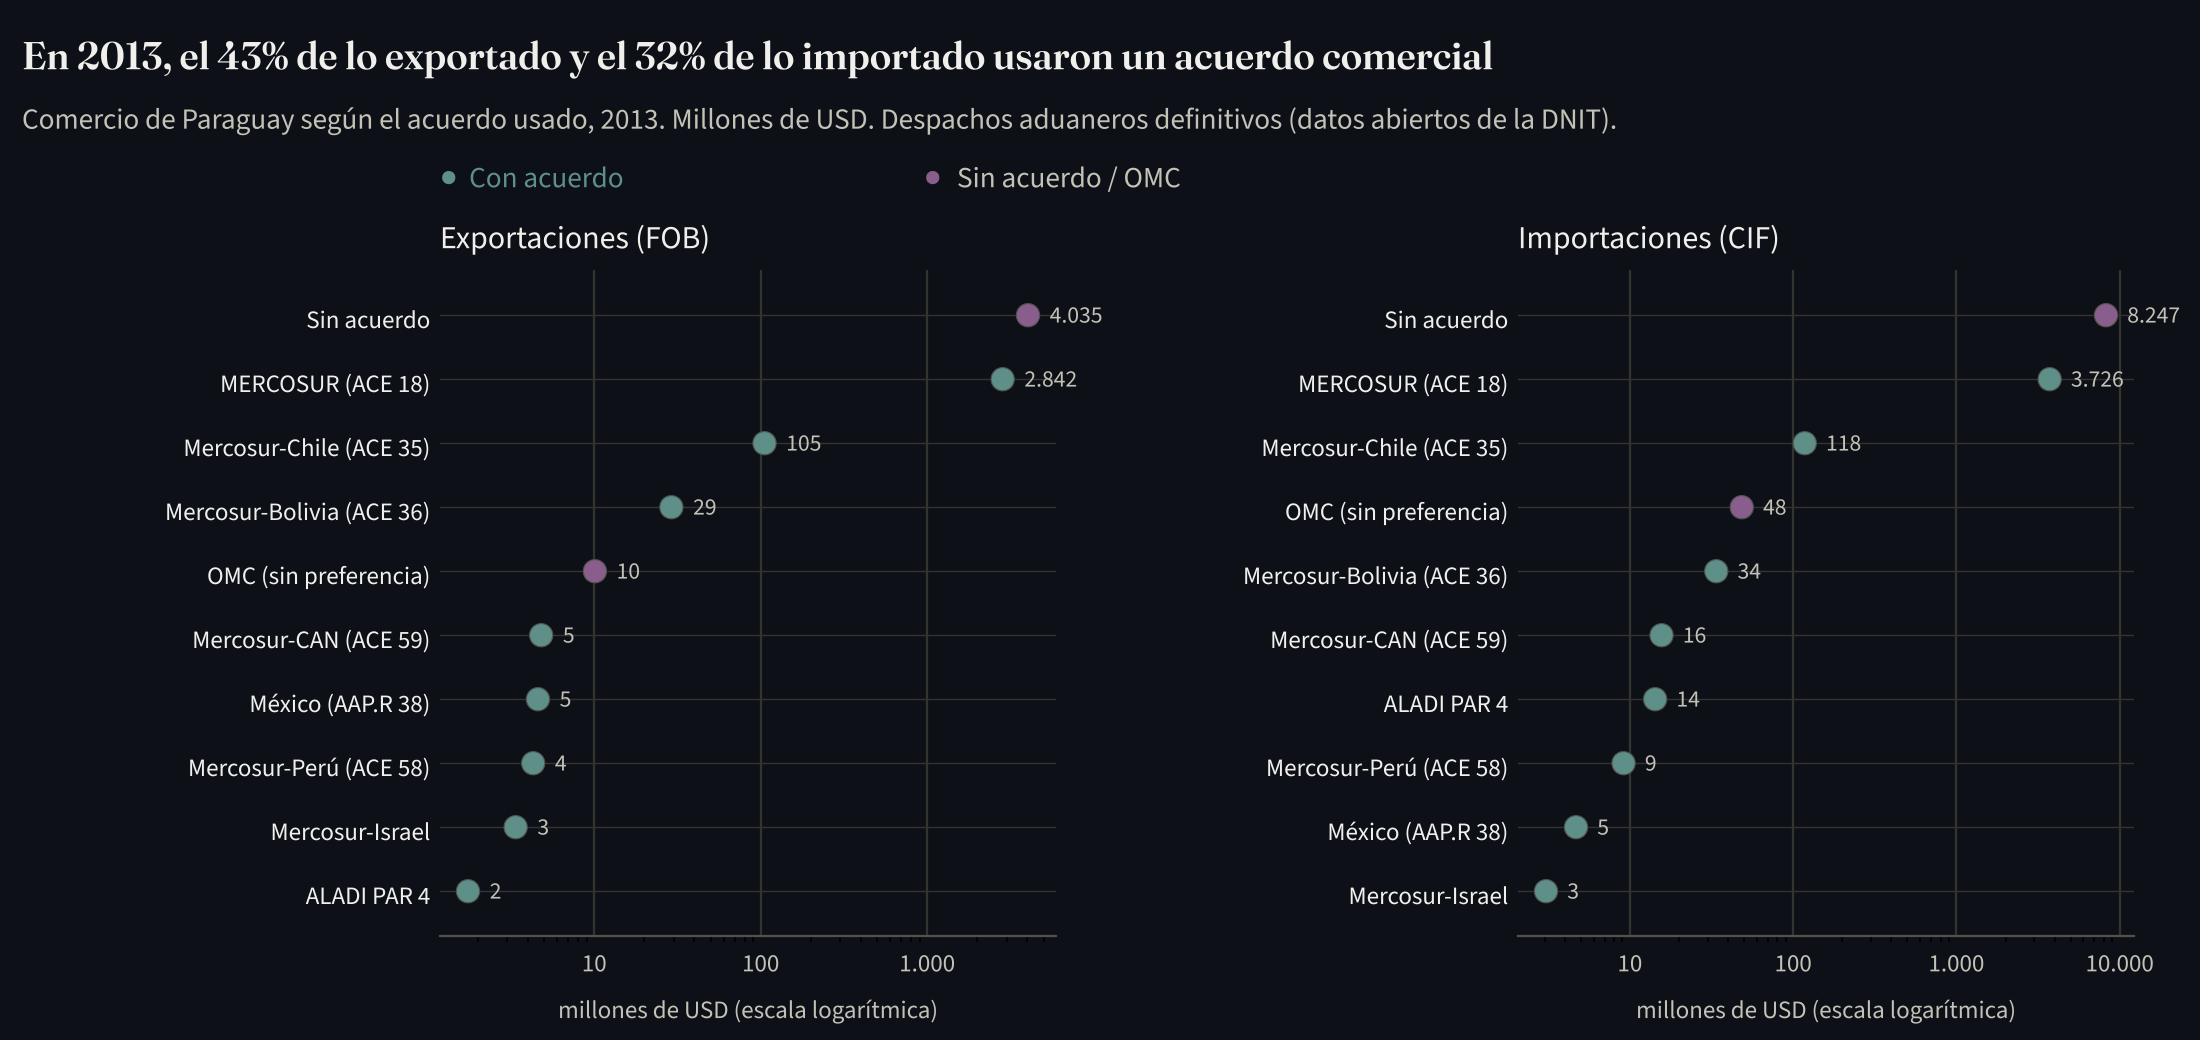 En 2013, el 43% de lo exportado y el 32% de lo importado usaron un acuerdo comercial
Comercio de Paraguay según el acuerdo usado, 2013. Millones de USD. Despachos aduaneros definitivos (datos abiertos de la DNIT).
Con acuerdo
Sin acuerdo / OMC
Exportaciones (FOB)
Sin acuerdo 4.035
MERCOSUR (ACE 18) 2.842
Mercosur-Chile (ACE 35) 105
Mercosur-Bolivia (ACE 36) 29
OMC (sin preferencia) 10
Mercosur-CAN (ACE 59) 5
México (AAP.R 38) 5
Mercosur-Perú (ACE 58) 4
Mercosur-Israel 3
ALADI PAR 4 2
10 100 1.000
millones de USD (escala logarítmica)
Importaciones (CIF)
Sin acuerdo 8.247
MERCOSUR (ACE 18) 3.726
Mercosur-Chile (ACE 35) 118
OMC (sin preferencia) 48
Mercosur-Bolivia (ACE 36) 34
Mercosur-CAN (ACE 59) 16
ALADI PAR 4 14
Mercosur-Perú (ACE 58) 9
México (AAP.R 38) 5
Mercosur-Israel 3
10 100 1.000 10.000
millones de USD (escala logarítmica)